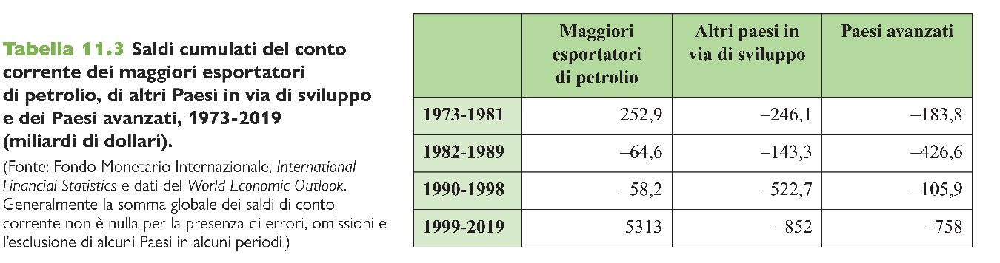 Tabella 11.3 Saldi cumulati del conto
corrente dei maggiori esportatori
di petrolio, di altri Paesi in via di sviluppo
e dei Paesi avanzati, 1973-2019
(miliardi di dollari).
(Fonte: Fondo Monetario Internazionale, International
Financial Statistics e dati del World Economic Outlook.
Generalmente la somma globale dei saldi di conto
corrente non è nulla per la presenza di errori, omissioni e
l’esclusione di alcuni Paesi in alcuni periodi.)
Maggiori esportatori di petrolio Altri paesi in via di sviluppo Paesi avanzati
1973-1981 252,9 –246,1 –183,8
1982-1989 –64,6 –143,3 –426,6
1990-1998 –58,2 –522,7 –105,9
1999-2019 5313 –852 –758